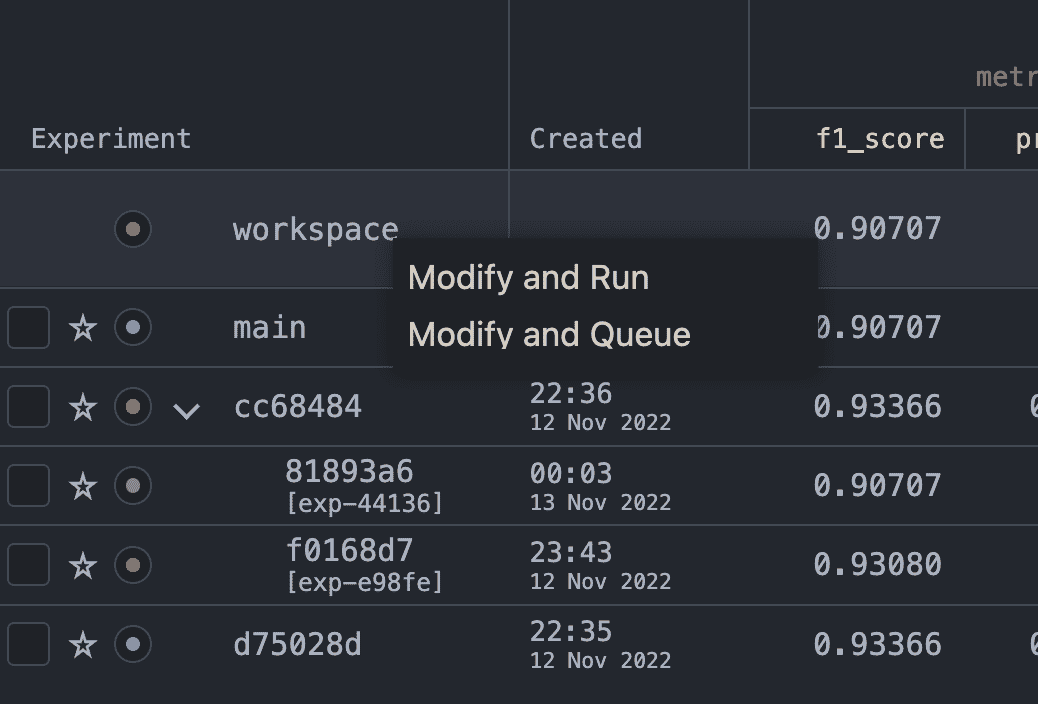 metr
Experiment
Created
f1_score
pr
workspace
0.90707
Modify and Run
main
0.90707
Modify and Queue
cc68484
22:36
12 Nov 2022
0.93366
81893a6
[exp-44136]
00:03
13 Nov 2022
0.90707
f0168d7
[exp-e98fe]
23:43
12 Nov 2022
0.93080
d75028d
22:35
12 Nov 2022
0.93366